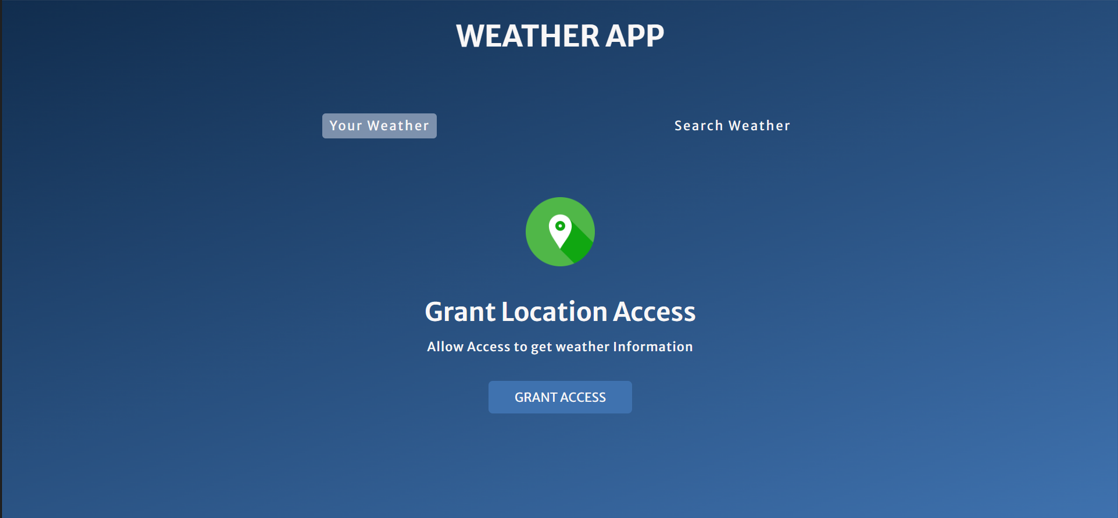 WEATHER APP
Your Weather
Search Weather
Grant Location Access
Allow Access to get weather Information
GRANT ACCESS